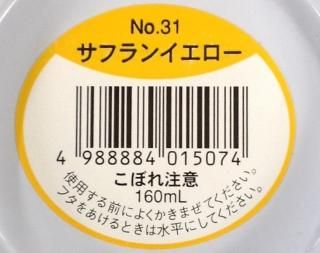 No.31
サフランイエロー
4 988884 015074
こぼれ注意
160mL
使用する前によくかきまぜてください。
フタをあけるときは水平にしてください。